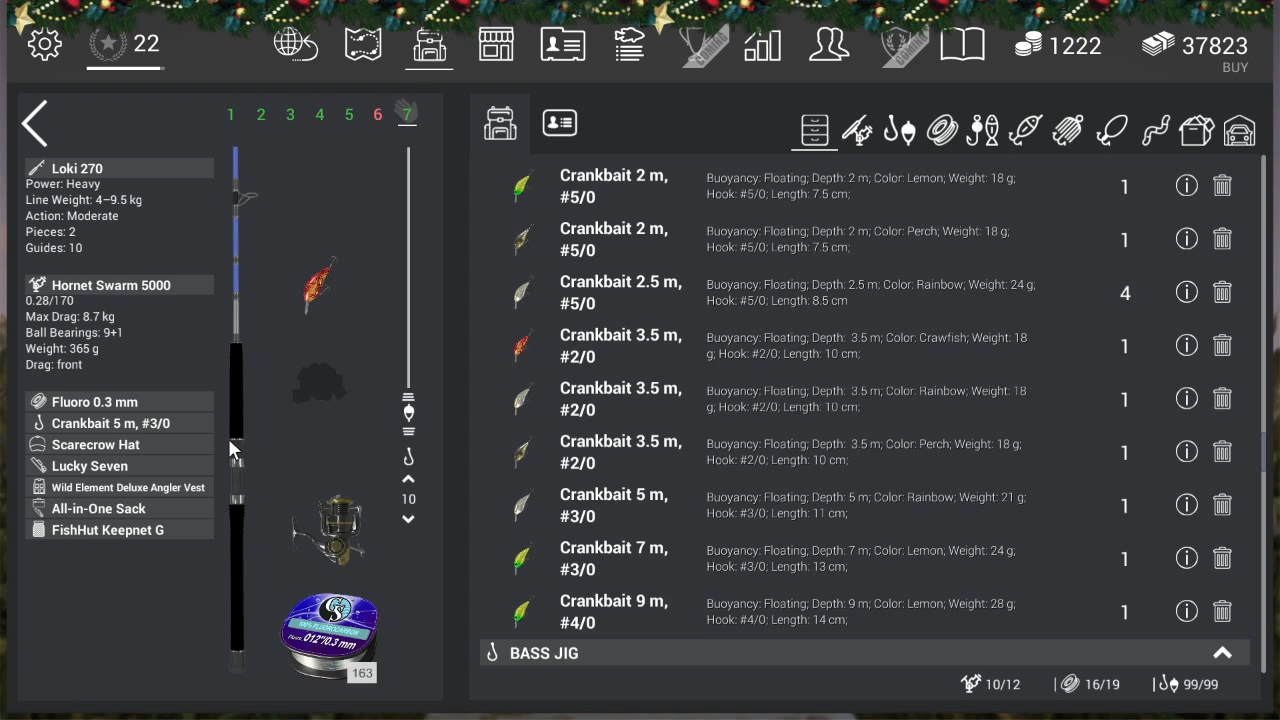 22
1222
37823
BUY
1 2 3 4 5 6 7
Loki 270
Power: Heavy
Line Weight: 4–9.5 kg
Action: Moderate
Pieces: 2
Guides: 10
Hornet Swarm 5000
0.28/170
Max Drag: 8.7 kg
Ball Bearings: 9+1
Weight: 365 g
Drag: front
Fluoro 0.3 mm
Crankbait 5 m, #3/0
Scarecrow Hat
Lucky Seven
Wild Element Deluxe Angler Vest
All-in-One Sack
FishHut Keepnet G
10
100% FLUOROCARBON
.012"/0.3 mm
163
Crankbait 2 m,
#5/0
Buoyancy: Floating; Depth: 2 m; Color: Lemon; Weight: 18 g;
Hook: #5/0; Length: 7.5 cm;
1
Crankbait 2 m,
#5/0
Buoyancy: Floating; Depth: 2 m; Color: Perch; Weight: 18 g;
Hook: #5/0; Length: 7.5 cm;
1
Crankbait 2.5 m,
#5/0
Buoyancy: Floating; Depth: 2.5 m; Color: Rainbow; Weight: 24 g;
Hook: #5/0; Length: 8.5 cm
4
Crankbait 3.5 m,
#2/0
Buoyancy: Floating; Depth: 3.5 m; Color: Crawfish; Weight: 18
g; Hook: #2/0; Length: 10 cm;
1
Crankbait 3.5 m,
#2/0
Buoyancy: Floating; Depth: 3.5 m; Color: Rainbow; Weight: 18
g; Hook: #2/0; Length: 10 cm;
1
Crankbait 3.5 m,
#2/0
Buoyancy: Floating; Depth: 3.5 m; Color: Perch; Weight: 18 g;
Hook: #2/0; Length: 10 cm;
1
Crankbait 5 m,
#3/0
Buoyancy: Floating; Depth: 5 m; Color: Rainbow; Weight: 21 g;
Hook: #3/0; Length: 11 cm;
1
Crankbait 7 m,
#3/0
Buoyancy: Floating; Depth: 7 m; Color: Lemon; Weight: 24 g;
Hook: #3/0; Length: 13 cm;
1
Crankbait 9 m,
#4/0
Buoyancy: Floating; Depth: 9 m; Color: Lemon; Weight: 28 g;
Hook: #4/0; Length: 14 cm;
1
BASS JIG
10/12 | 16/19 | 99/99